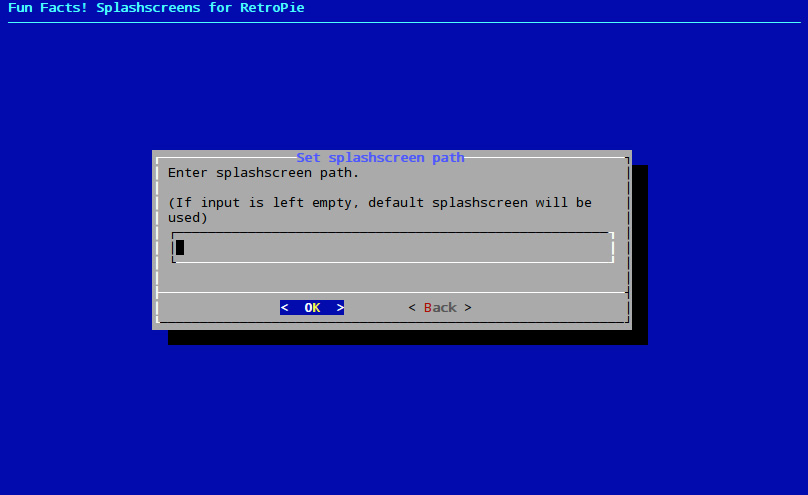 Fun Facts! Splashscreens for RetroPie
Set splashscreen path
Enter splashscreen path.
(If input is left empty, default splashscreen will be
used)
<  OK  > < Back >